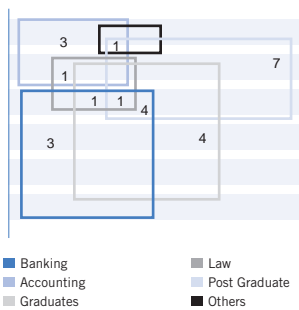 3
1
7
1
1 1
4
3
4
Banking
Law
Accounting
Post Graduate
Graduates
Others